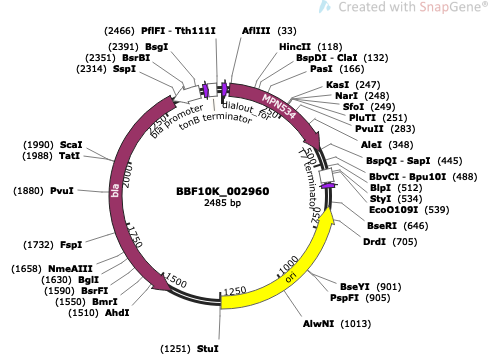 Created with SnapGene®
(2466) PflFI - Tth111I
AflIII (33)
(2391) BsgI
HincII (118)
(2351) BsrBI
BspDI - ClaI (132)
(2314) SspI
PasI (166)
KasI (247)
NarI (248)
SfoI (249)
PluTI (251)
PvuII (283)
AleI (348)
BspQI - SapI (445)
BbvCI - Bpu10I (488)
BlpI (512)
StyI (534)
EcoO109I (539)
BseRI (646)
DrdI (705)
BseYI (901)
PspFI (905)
AlwNI (1013)
(1251) StuI
(1510) AhdI
(1550) BmrI
(1590) BsrFI
(1630) BglI
(1658) NmeAIII
(1732) FspI
(1880) PvuI
(1988) TatI
(1990) ScaI
bla promoter
tonB terminator
dialout_for
MPN534
T7 terminator
ori
bla
250
500
750
1000
1250
1500
1750
2000
2250
BBF10K_002960
2485 bp